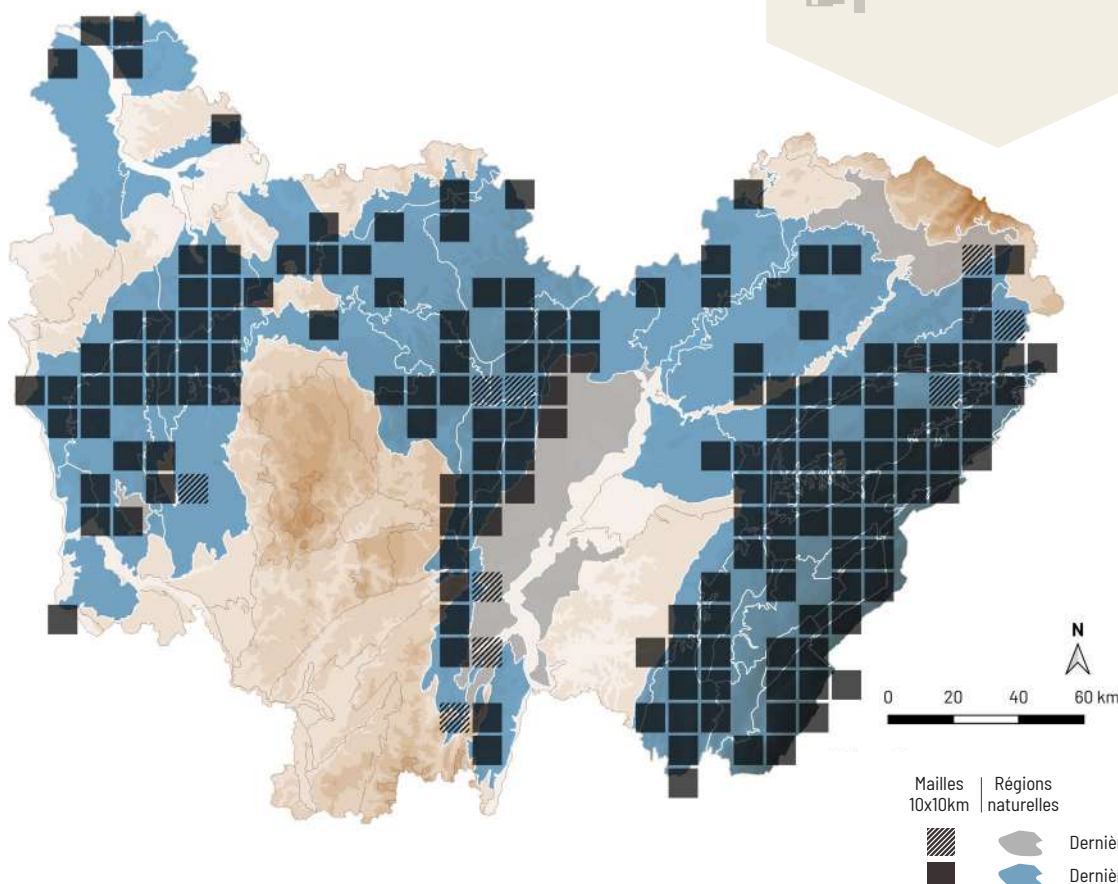 N
0 20 40 60 km
Mailles
10x10km
Régions
naturelles
Derniè
Derniè